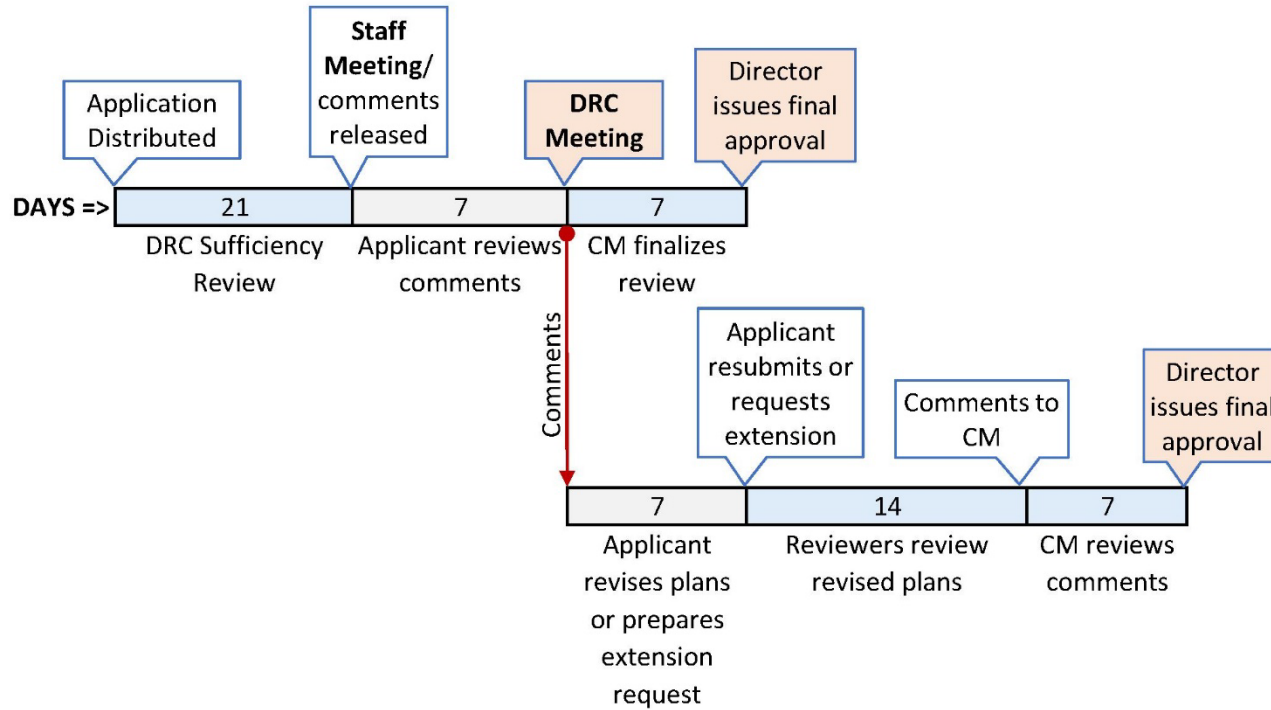 Application
Distributed
Staff
Meeting/
comments
released
DRC
Meeting
Director
issues final
approval
DAYS =>
21
7
7
DRC Sufficiency
Review
Applicant reviews
comments
CM finalizes
review
Comments
Applicant
resubmits or
requests
extension
Comments to
CM
Director
issues final
approval
7
14
7
Applicant
revises plans
or prepares
extension
request
Reviewers review
revised plans
CM reviews
comments